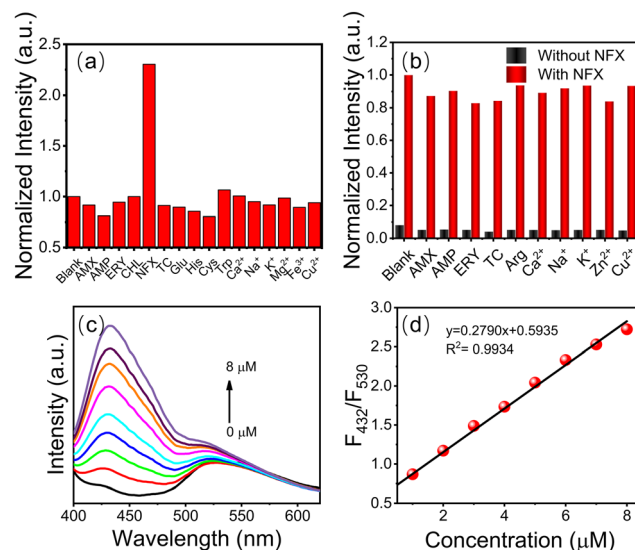 (a)
Normalized Intensity (a.u.)
2.5
2.0
1.5
1.0
0.5
Blank
AMX
AMP
ERY
CHL
NFX
TC
Glu
His
Cys
Trp
Ca²⁺
Na⁺
K⁺
Mg²⁺
Fe³⁺
Cu²⁺
(b)
Without NFX
With NFX
Normalized Intensity (a.u.)
1.2
1.0
0.8
0.6
0.4
0.2
0.0
Blank
AMX
AMP
ERY
TC
Arg
Ca²⁺
Na⁺
K⁺
Zn²⁺
Cu²⁺
(c)
8 μM
0 μM
Intensity (a.u.)
400 450 500 550 600
Wavelength (nm)
(d)
y=0.2790x+0.5935
R²= 0.9934
F₄₃₂/F₅₃₀
3.0
2.5
2.0
1.5
1.0
0.5
0 2 4 6 8
Concentration (μM)